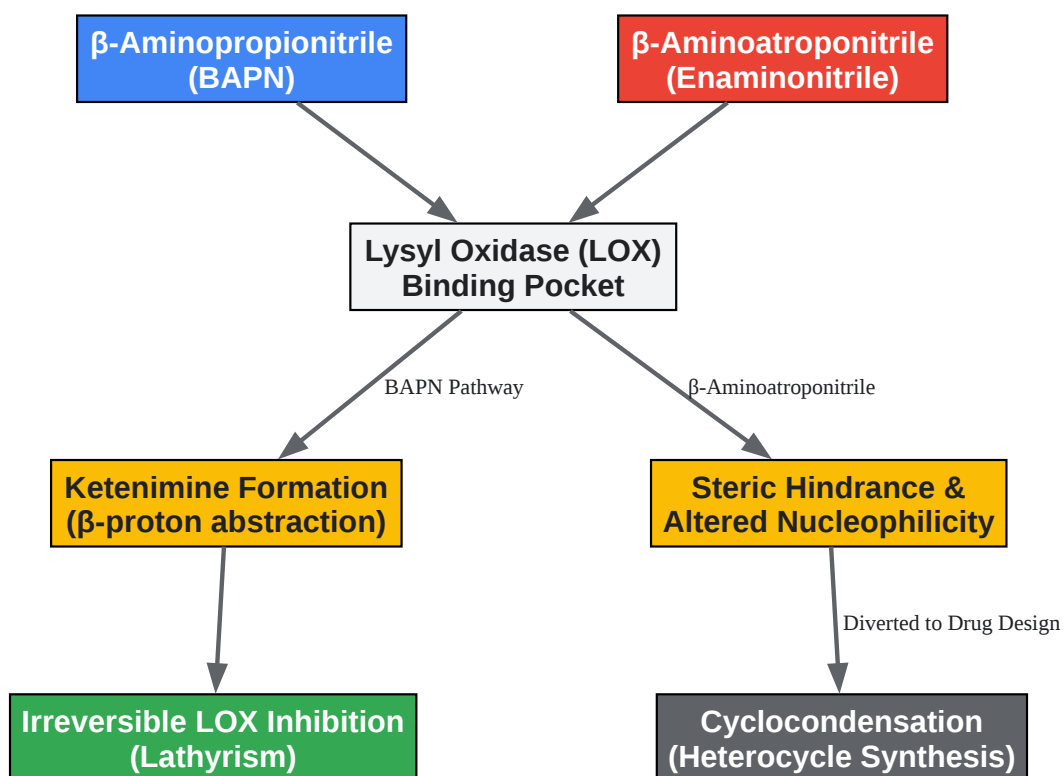 β-Aminopropionitrile
(BAPN)
β-Aminoatroponitrile
(Enaminonitrile)
Lysyl Oxidase (LOX)
Binding Pocket
BAPN Pathway
β-Aminoatroponitrile
Ketenimine Formation
(β-proton abstraction)
Steric Hindrance &
Altered Nucleophilicity
Diverted to Drug Design
Irreversible LOX Inhibition
(Lathyrism)
Cyclocondensation
(Heterocycle Synthesis)